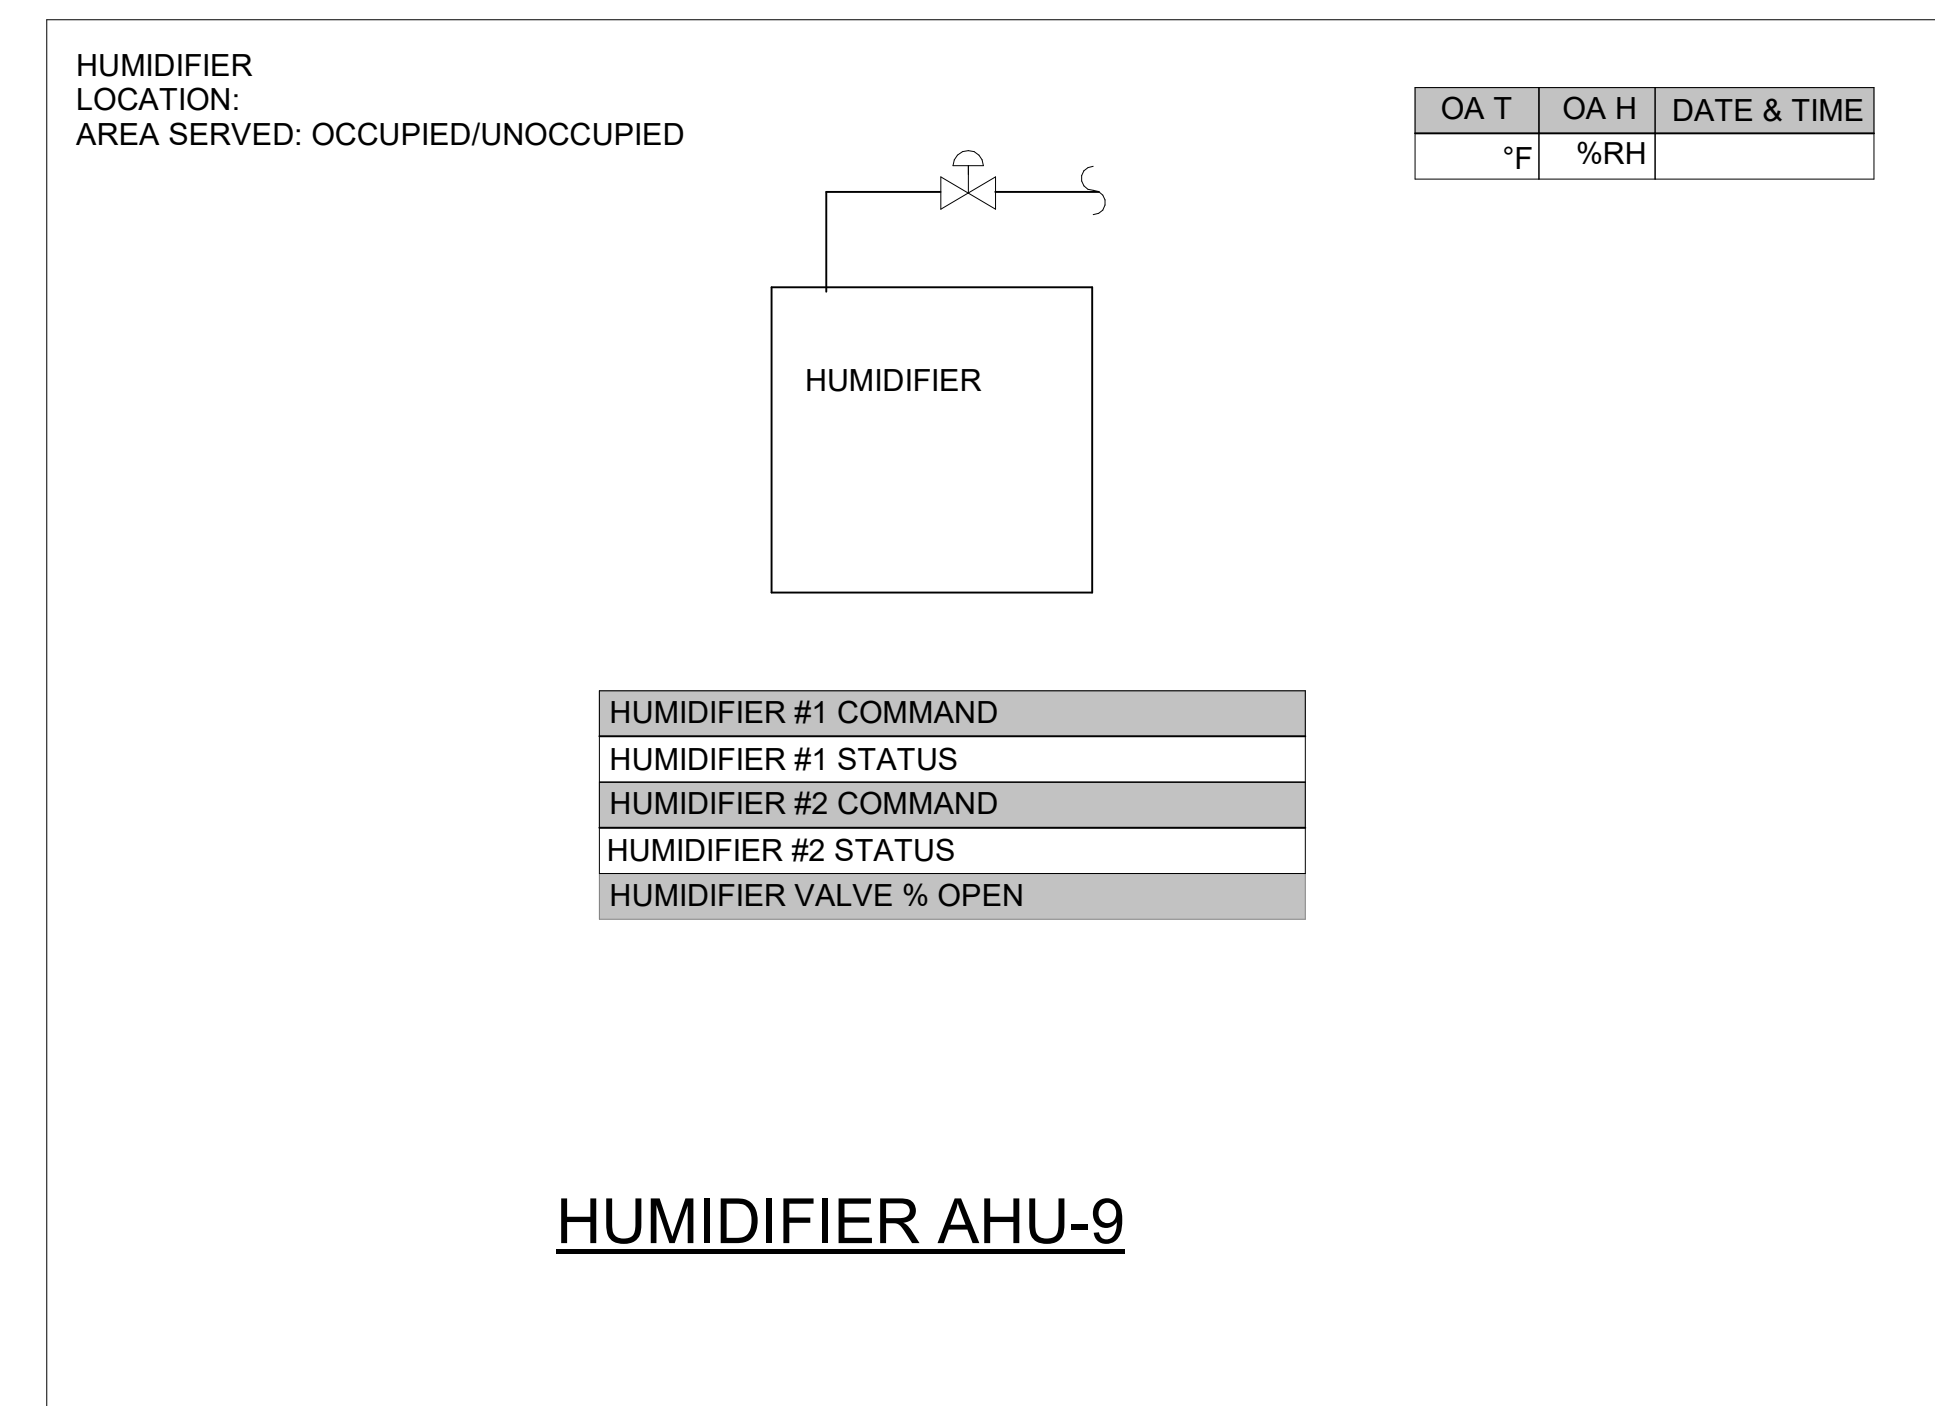 HUMIDIFIER
LOCATION:
AREA SERVED: OCCUPIED/UNOCCUPIED
OA T OA H DATE & TIME
°F %RH
HUMIDIFIER
HUMIDIFIER #1 COMMAND
HUMIDIFIER #1 STATUS
HUMIDIFIER #2 COMMAND
HUMIDIFIER #2 STATUS
HUMIDIFIER VALVE % OPEN
HUMIDIFIER AHU-9